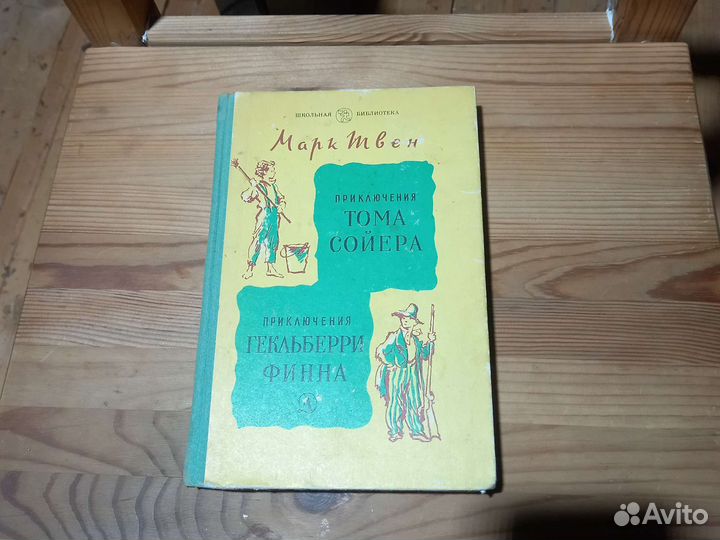 ШКОЛЬНАЯ БИБЛИОТЕКА
Марк Твен
ПРИКЛЮЧЕНИЯ
ТОМА
СОЙЕРА
ПРИКЛЮЧЕНИЯ
ГЕКЛЬБЕРРИ
ФИННА
Avito